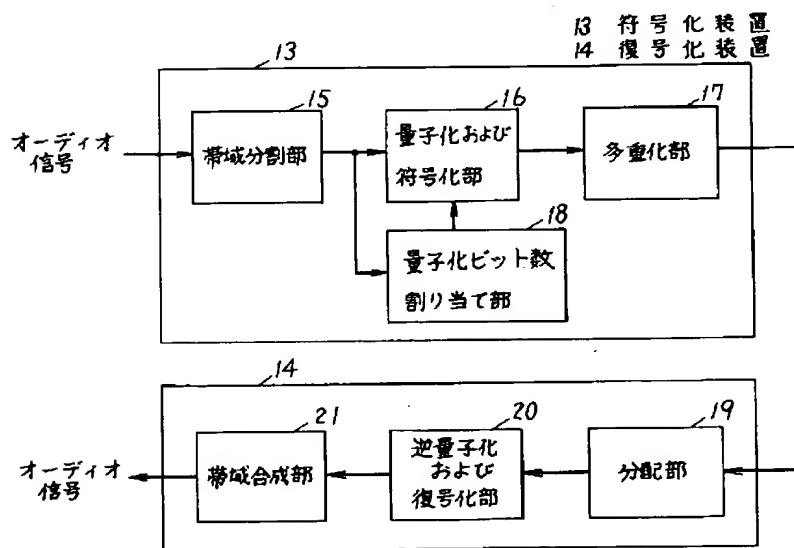 13 符号化装置
14 復号化装置
13
15
16
17
オーディオ
信号
帯域分割部
量子化および
符号化部
多重化部
18
量子化ビット数
割り当て部
14
21
20
19
オーディオ
信号
帯域合成部
逆量子化
および
復号化部
分配部